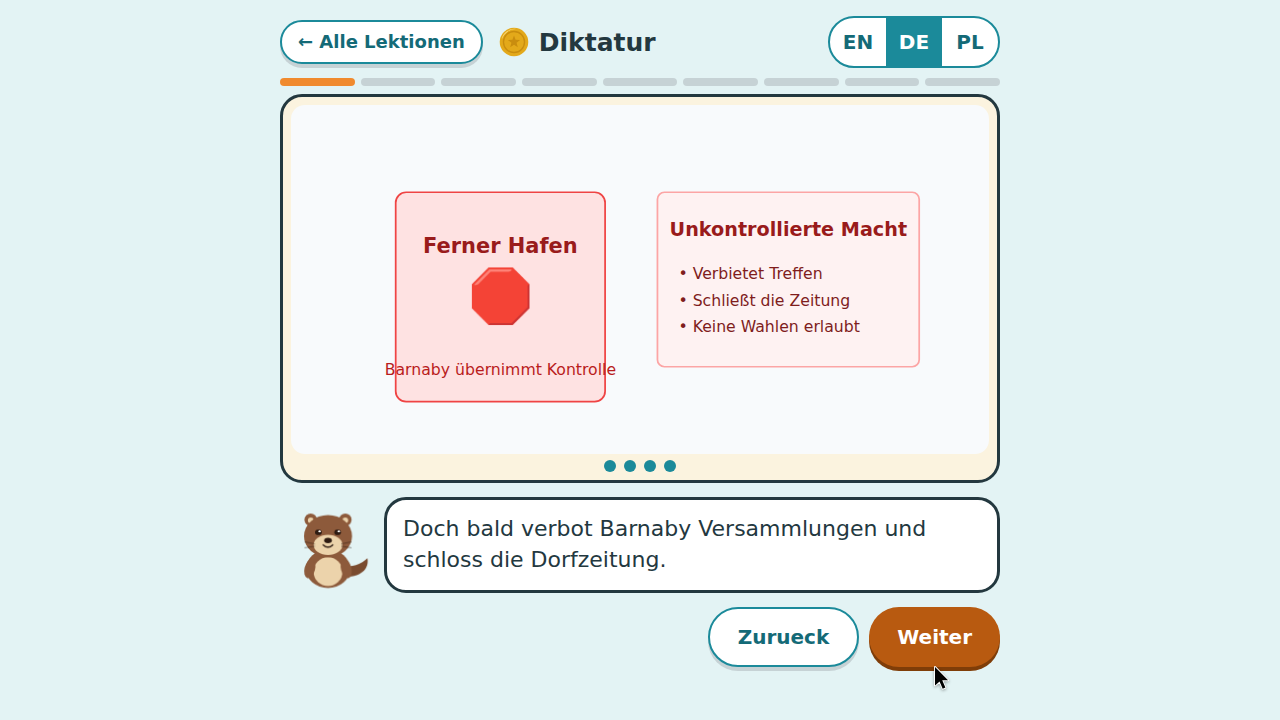 ← Alle Lektionen
Diktatur
EN DE PL
Ferner Hafen
Barnaby übernimmt Kontrolle
Unkontrollierte Macht
• Verbietet Treffen
• Schließt die Zeitung
• Keine Wahlen erlaubt
Doch bald verbot Barnaby Versammlungen und
schloss die Dorfzeitung.
Zurueck
Weiter